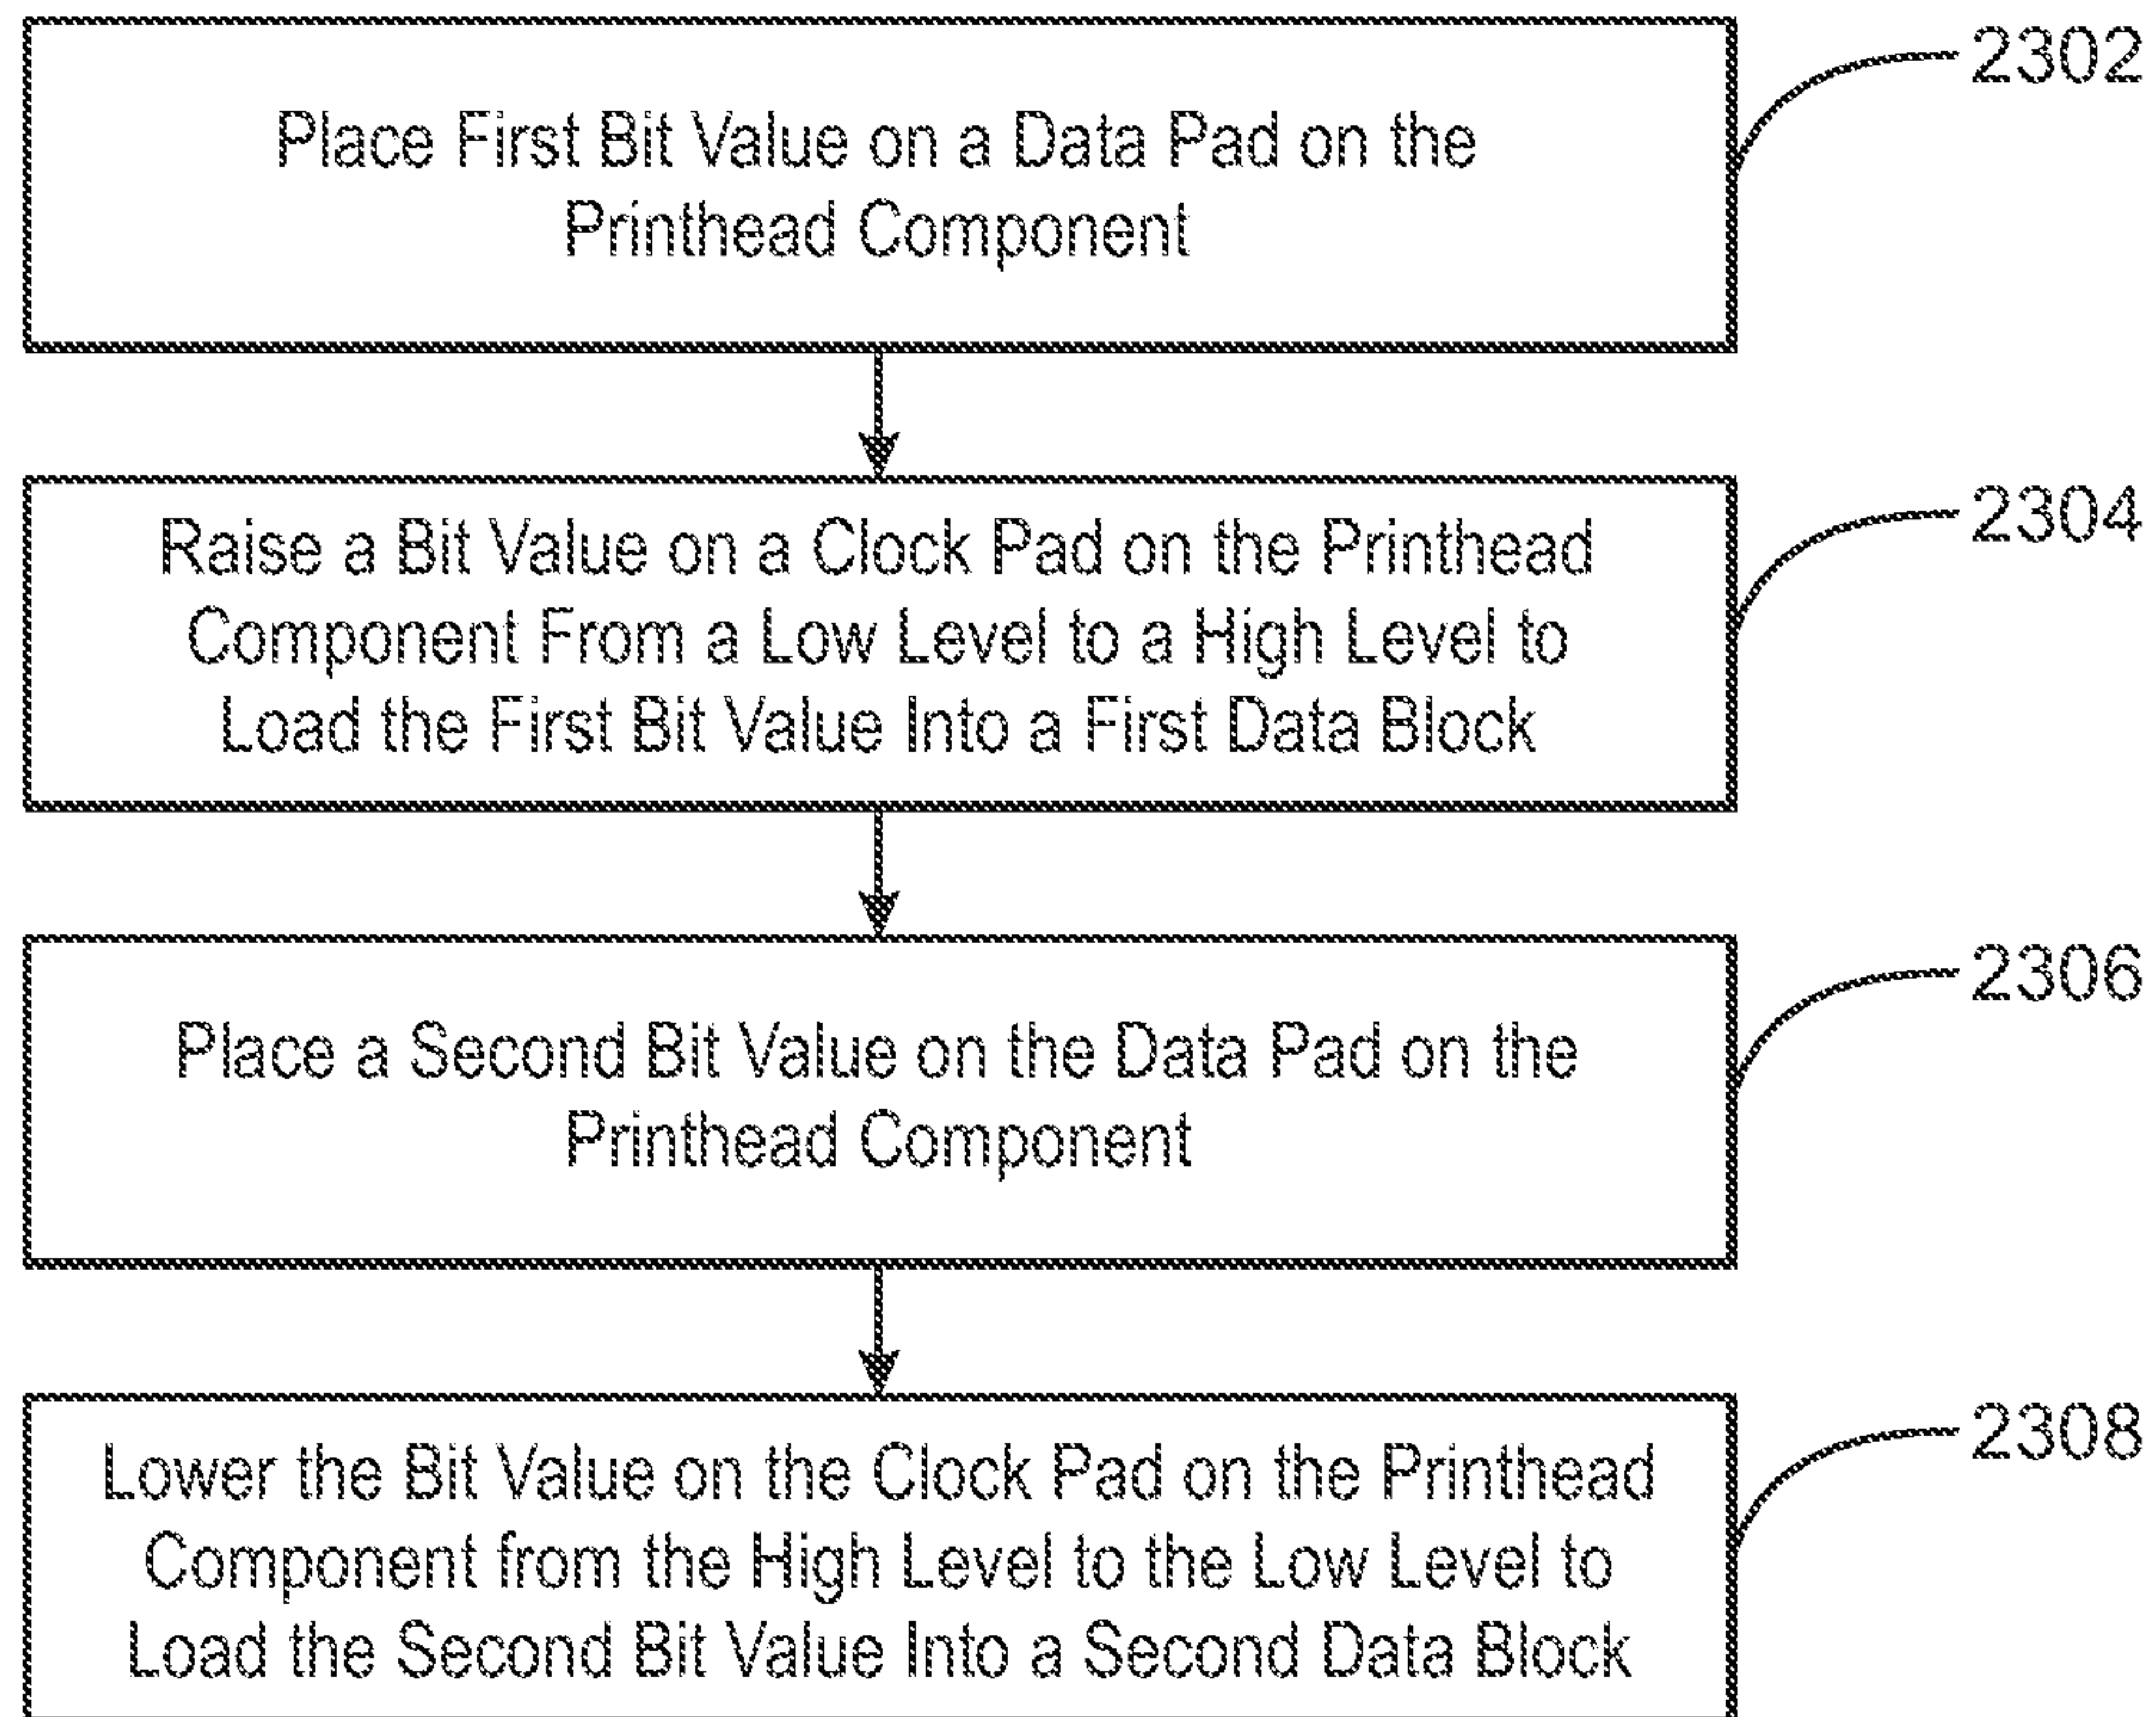 Place First Bit Value on a Data Pad on the
Printhead Component
2302
Raise a Bit Value on a Clock Pad on the Printhead
Component From a Low Level to a High Level to
Load the First Bit Value Into a First Data Block
2304
Place a Second Bit Value on the Data Pad on the
Printhead Component
2306
Lower the Bit Value on the Clock Pad on the Printhead
Component from the High Level to the Low Level to
Load the Second Bit Value Into a Second Data Block
2308